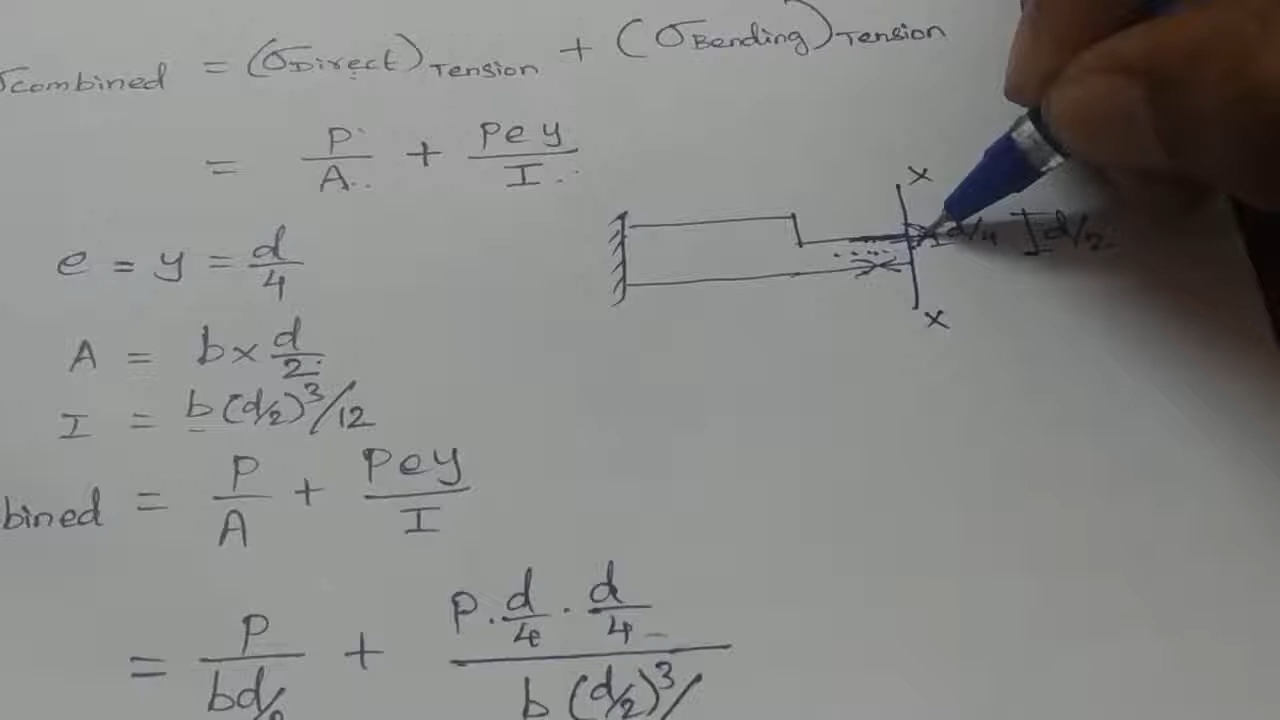 σcombined = (σDirect)Tension + (σBending)Tension
= P/A + Pey/I
X
e = y = d/4
d/4 d/2
X
A = b x d/2
I = b(d/2)³/12
bined = P/A + Pey/I
= P/bd/2 + P.d/4.d/4 / b(d/2)³/